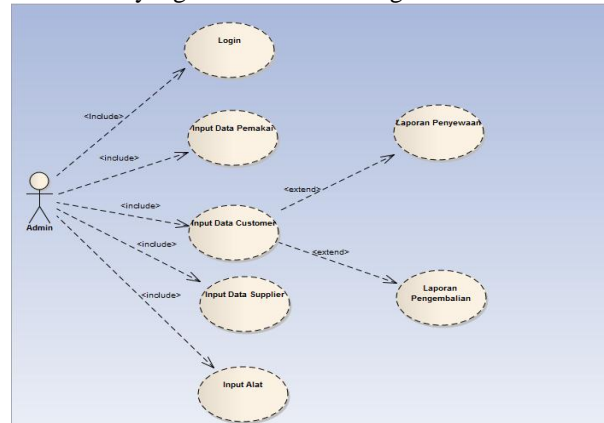 Login
<include>
Input Data Pemakai
Laporan Penyewaan
<include>
<extend>
Admin
<include>
Input Data Customer
<include>
<extend>
<include>
Input Data Supplier
Laporan
Pengembalian
Input Alat